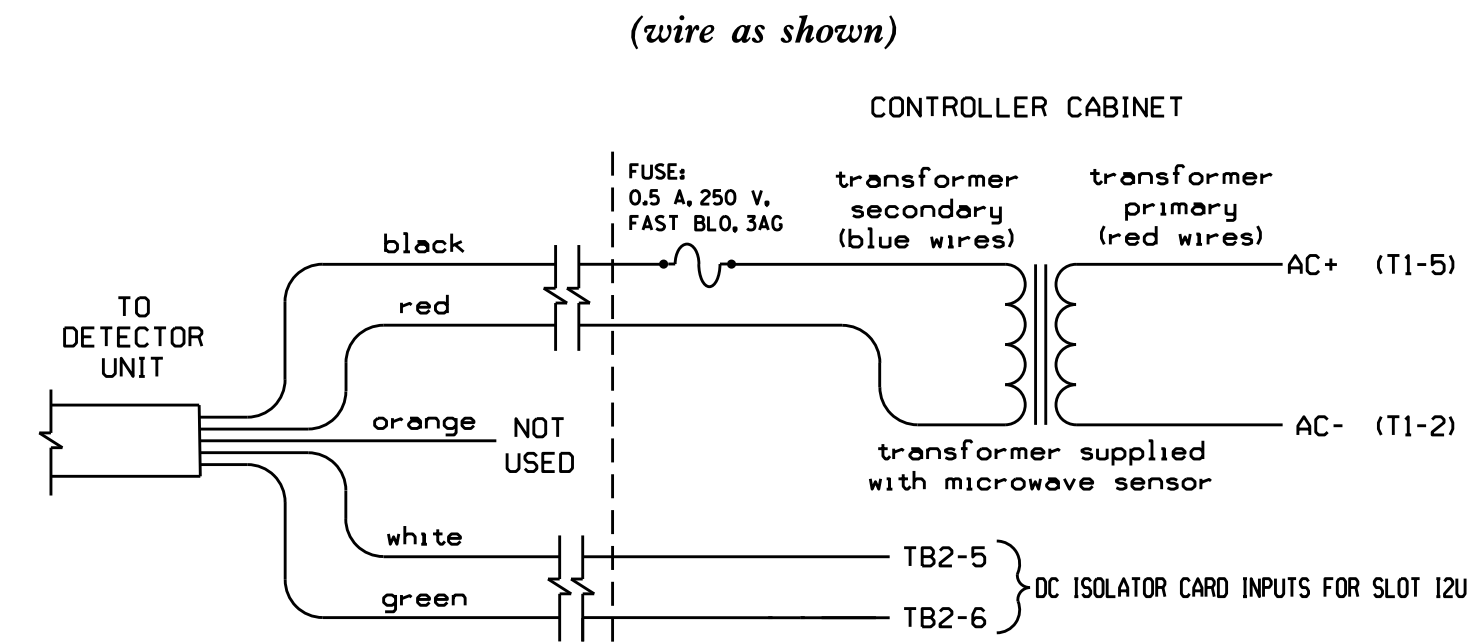 (wire as shown)
CONTROLLER CABINET
FUSE:
0.5 A, 250 V,
FAST BLO, 3AG
transformer
secondary
(blue wires)
transformer
primary
(red wires)
black
AC+ (T1-5)
red
TO
DETECTOR
UNIT
orange
NOT
USED
AC- (T1-2)
transformer supplied
with microwave sensor
white
TB2-5
green
TB2-6
DC ISOLATOR CARD INPUTS FOR SLOT I2U